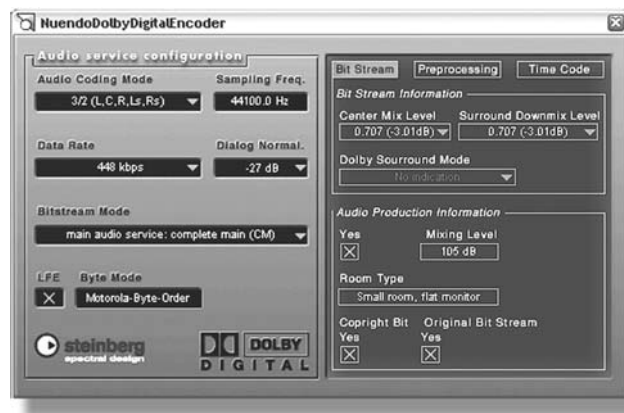 NuendoDolbyDigitalEncoder
Audio service configuration
Audio Coding Mode
Sampling Freq.
3/2 (L,C,R,Ls,Rs)
44100.0 Hz
Data Rate
Dialog Normal.
448 kbps
-27 dB
Bitstream Mode
main audio service: complete main (CM)
LFE
Byte Mode
Motorola-Byte-Order
steinberg
spectral design
DOLBY
DIGITAL
Bit Stream
Preprocessing
Time Code
Bit Stream Information
Center Mix Level
Surround Downmix Level
0.707 (-3.01dB)
0.707 (-3.01dB)
Dolby Sourround Mode
No indication
Audio Production Information
Yes
Mixing Level
105 dB
Room Type
Small room, flat monitor
Copright Bit
Original Bit Stream
Yes
Yes